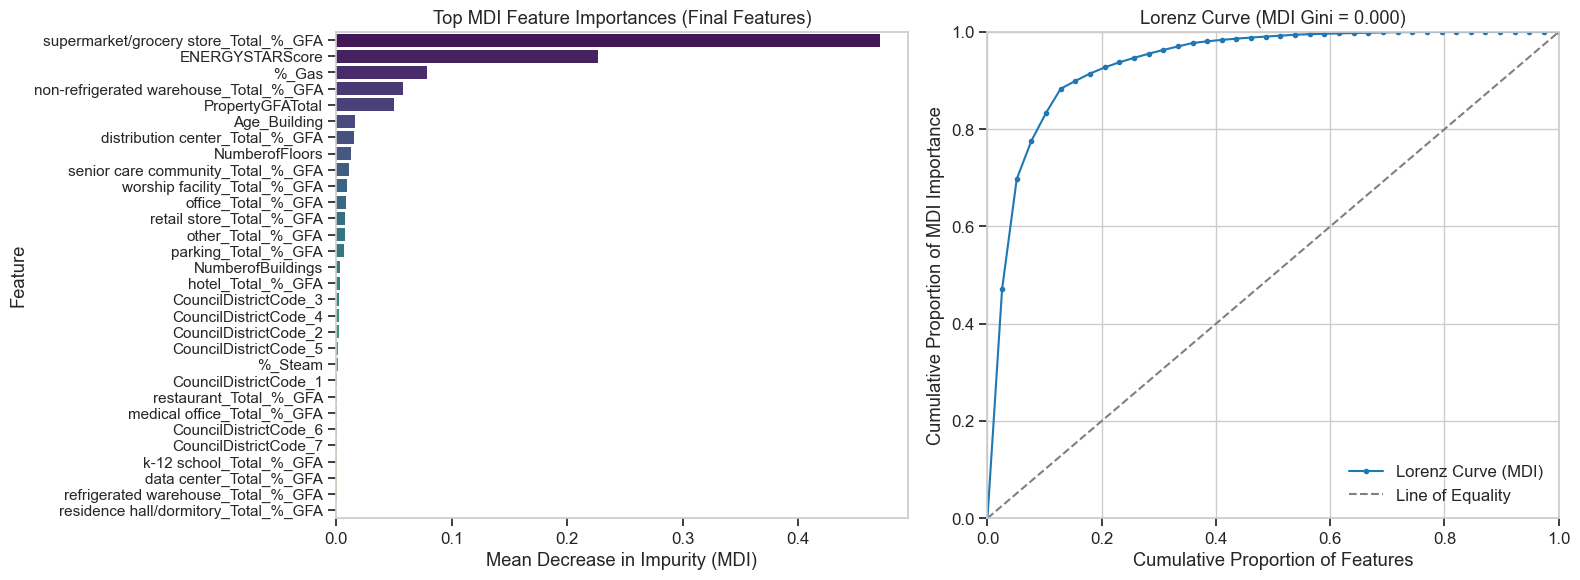 Top MDI Feature Importances (Final Features)
Feature
supermarket/grocery store_Total_%_GFA
ENERGYSTARScore
%_Gas
non-refrigerated warehouse_Total_%_GFA
PropertyGFATotal
Age_Building
distribution center_Total_%_GFA
NumberofFloors
senior care community_Total_%_GFA
worship facility_Total_%_GFA
office_Total_%_GFA
retail store_Total_%_GFA
other_Total_%_GFA
parking_Total_%_GFA
NumberofBuildings
hotel_Total_%_GFA
CouncilDistrictCode_3
CouncilDistrictCode_4
CouncilDistrictCode_2
CouncilDistrictCode_5
%_Steam
CouncilDistrictCode_1
restaurant_Total_%_GFA
medical office_Total_%_GFA
CouncilDistrictCode_6
CouncilDistrictCode_7
k-12 school_Total_%_GFA
data center_Total_%_GFA
refrigerated warehouse_Total_%_GFA
residence hall/dormitory_Total_%_GFA
0.0 0.1 0.2 0.3 0.4
Mean Decrease in Impurity (MDI)
Lorenz Curve (MDI Gini = 0.000)
Cumulative Proportion of MDI Importance
1.0
0.8
0.6
0.4
0.2
0.0
Lorenz Curve (MDI)
Line of Equality
0.0 0.2 0.4 0.6 0.8 1.0
Cumulative Proportion of Features